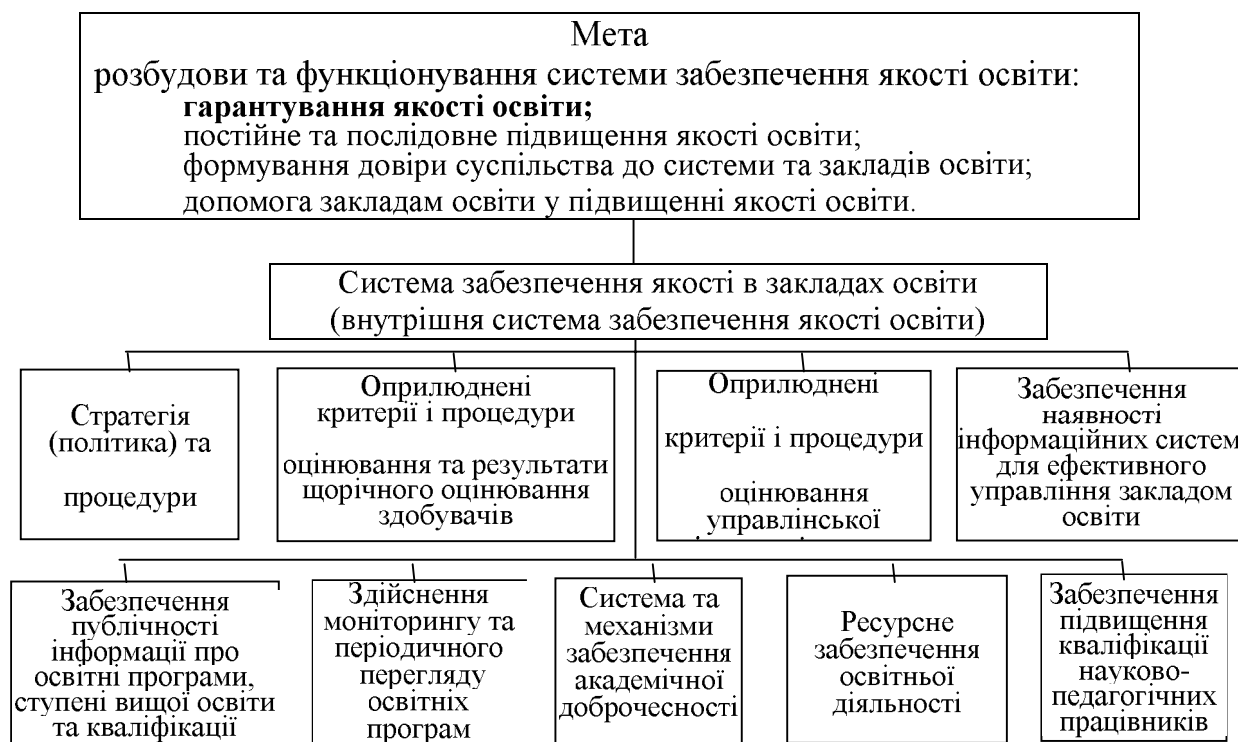 Мета
розбудови та функціонування системи забезпечення якості освіти:
гарантування якості освіти;
постійне та послідовне підвищення якості освіти;
формування довіри суспільства до системи та закладів освіти;
допомога закладам освіти у підвищенні якості освіти.
Система забезпечення якості в закладах освіти
(внутрішня система забезпечення якості освіти)
Стратегія
(політика) та
процедури
Оприлюднені
критерії і процедури
оцінювання та результати
щорічного оцінювання
здобувачів
Оприлюднені
критерії і процедури
оцінювання
управлінської
Забезпечення
наявності
інформаційних систем
для ефективного
управління закладом
освіти
Забезпечення
публічності
інформації про
освітні програми,
ступені вищої освіти
та кваліфікації
Здійснення
моніторингу та
періодичного
перегляду
освітніх
програм
Система та
механізми
забезпечення
академічної
доброчесності
Ресурсне
забезпечення
освітньої
діяльності
Забезпечення
підвищення
кваліфікації
науково-
педагогічних
працівників